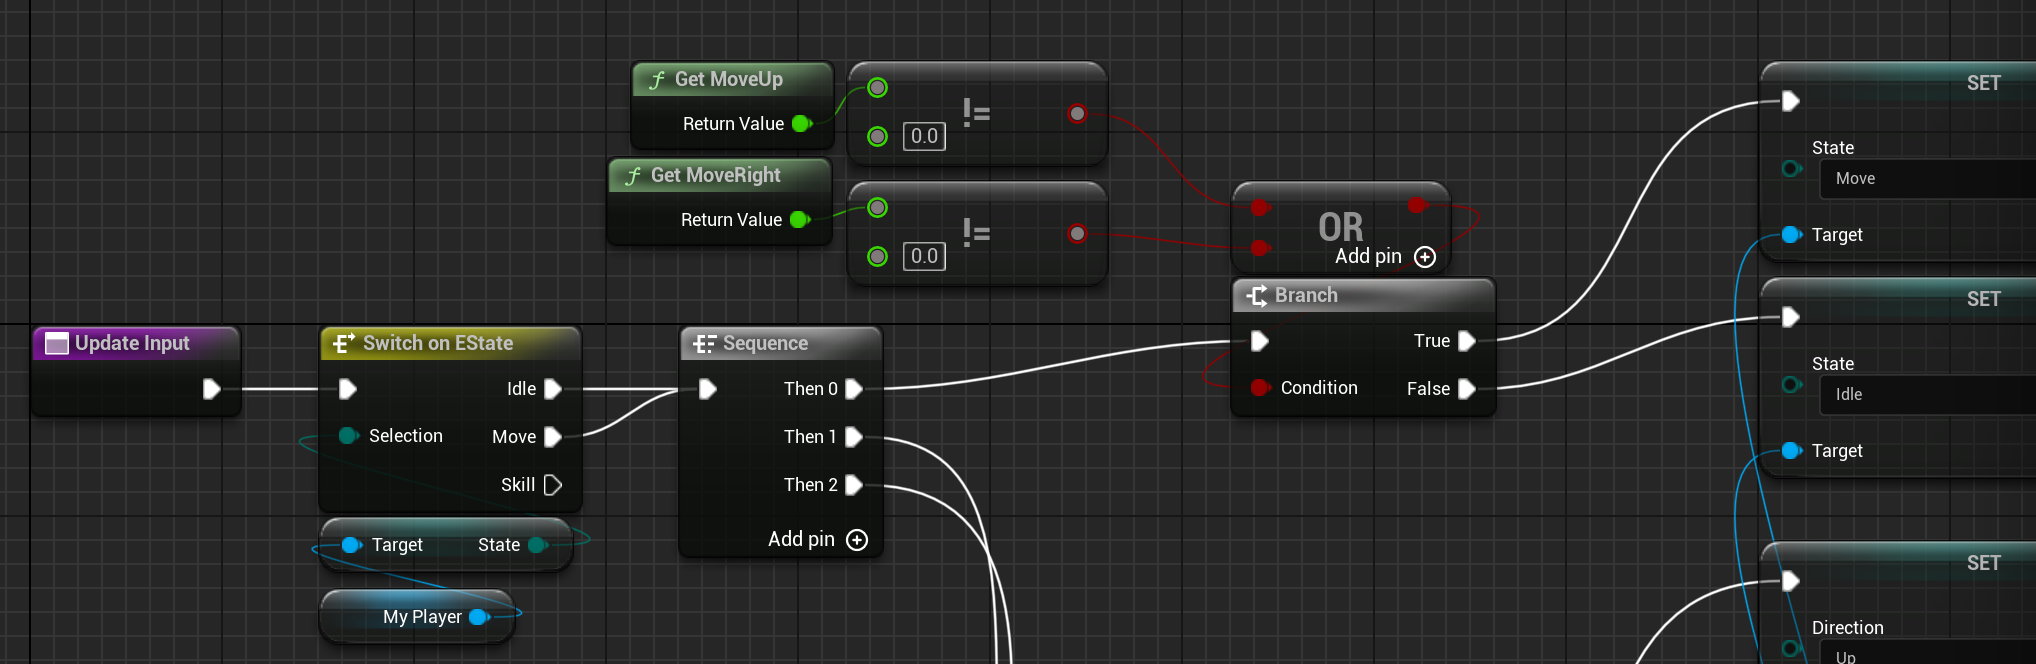 Get MoveUp
Return Value
!=
0.0
Get MoveRight
Return Value
!=
0.0
OR
Add pin
SET
State
Move
Target
Branch
True
Condition
False
SET
State
Idle
Target
Update Input
Switch on EState
Idle
Selection
Move
Skill
Target
State
My Player
Sequence
Then 0
Then 1
Then 2
Add pin
SET
Direction
Up